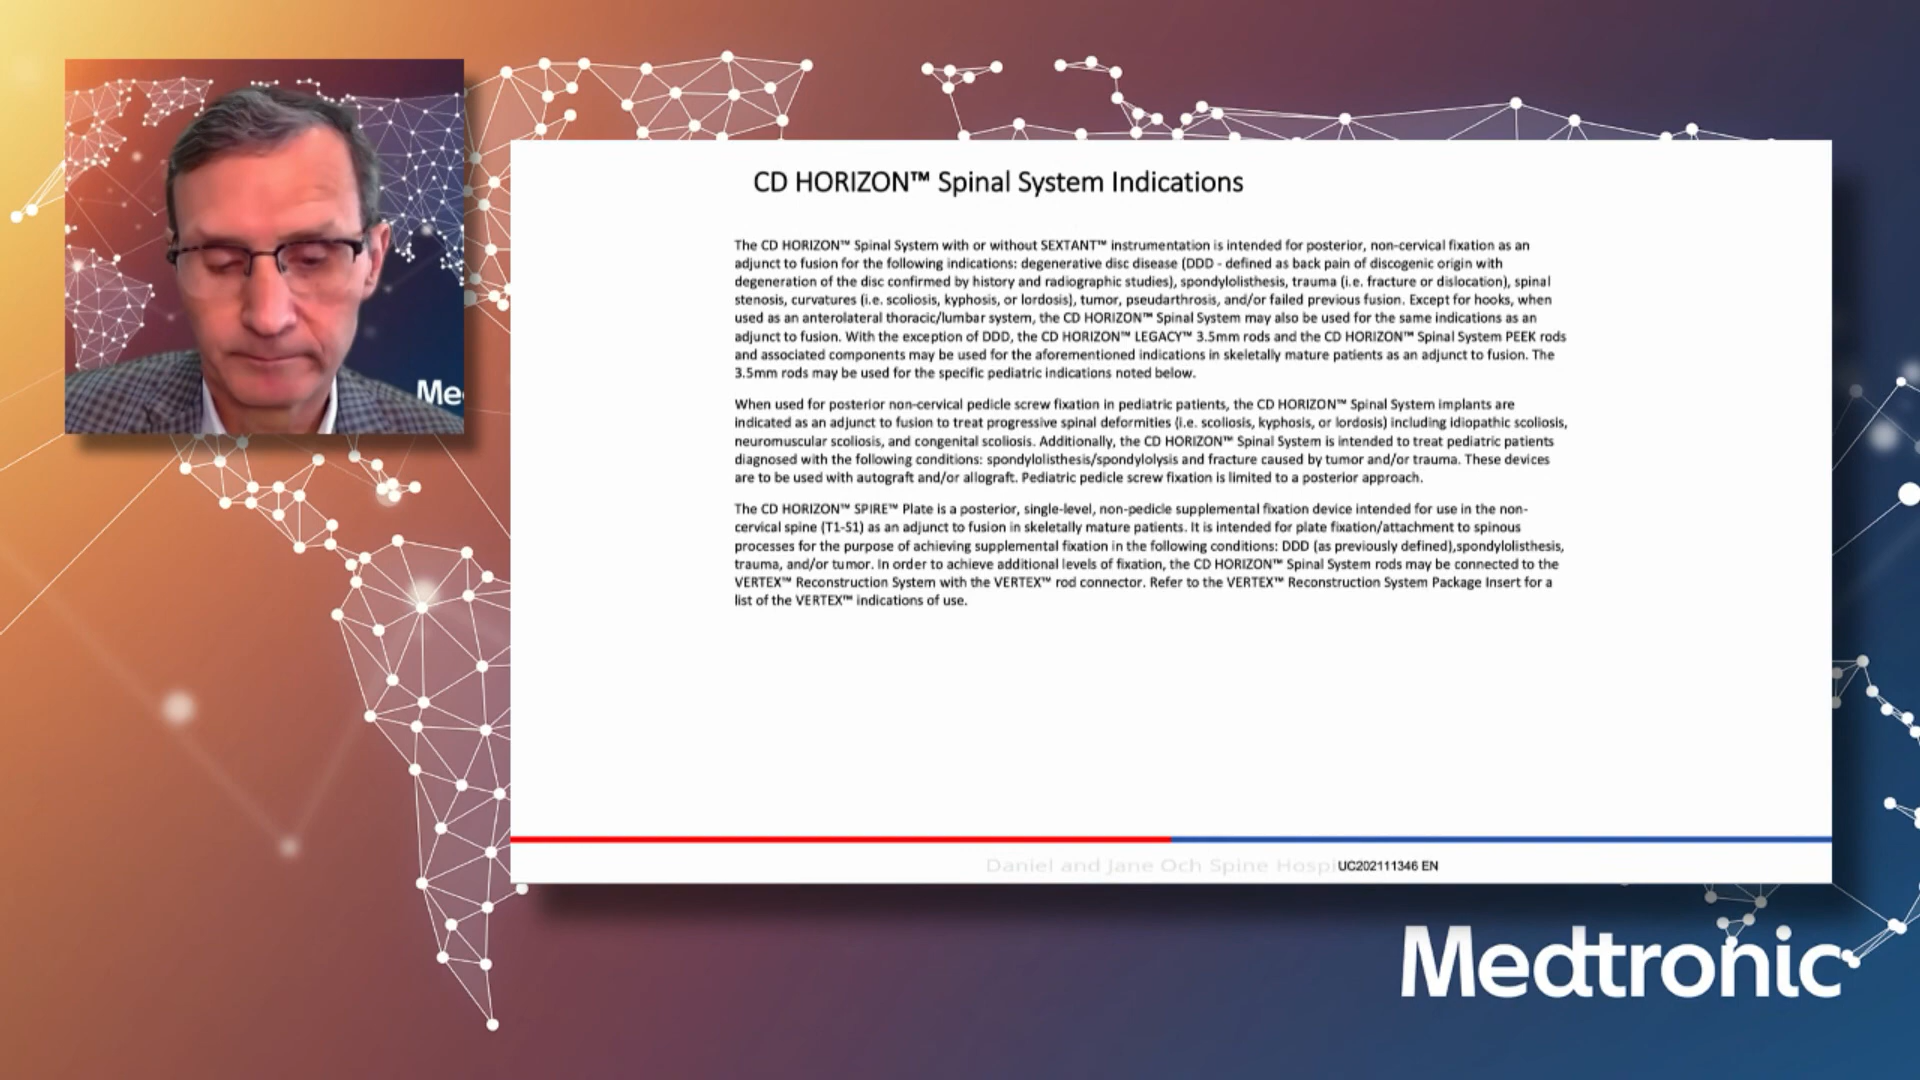 CD HORIZON™ Spinal System Indications
The CD HORIZON™ Spinal System with or without SEXTANT™ instrumentation is intended for posterior, non-cervical fixation as an
adjunct to fusion for the following indications: degenerative disc disease (DDD - defined as back pain of discogenic origin with
degeneration of the disc confirmed by history and radiographic studies), spondylolisthesis, trauma (i.e. fracture or dislocation), spinal
stenosis, curvatures (i.e. scoliosis, kyphosis, or lordosis), tumor, pseudarthrosis, and/or failed previous fusion. Except for hooks, when
used as an anterolateral thoracic/lumbar system, the CD HORIZON™ Spinal System may also be used for the same indications as an
adjunct to fusion. With the exception of DDD, the CD HORIZON™ LEGACY™ 3.5mm rods and the CD HORIZON™ Spinal System PEEK rods
and associated components may be used for the aforementioned indications in skeletally mature patients as an adjunct to fusion. The
3.5mm rods may be used for the specific pediatric indications noted below.
When used for posterior non-cervical pedicle screw fixation in pediatric patients, the CD HORIZON™ Spinal System implants are
indicated as an adjunct to fusion to treat progressive spinal deformities (i.e. scoliosis, kyphosis, or lordosis) including idiopathic scoliosis,
neuromuscular scoliosis, and congenital scoliosis. Additionally, the CD HORIZON™ Spinal System is intended to treat pediatric patients
diagnosed with the following conditions: spondylolisthesis/spondylolysis and fracture caused by tumor and/or trauma. These devices
are to be used with autograft and/or allograft. Pediatric pedicle screw fixation is limited to a posterior approach.
The CD HORIZON™ SPIRE™ Plate is a posterior, single-level, non-pedicle supplemental fixation device intended for use in the non-
cervical spine (T1-S1) as an adjunct to fusion in skeletally mature patients. It is intended for plate fixation/attachment to spinous
processes for the purpose of achieving supplemental fixation in the following conditions: DDD (as previously defined),spondylolisthesis,
trauma, and/or tumor. In order to achieve additional levels of fixation, the CD HORIZON™ Spinal System rods may be connected to the
VERTEX™ Reconstruction System with the VERTEX™ rod connector. Refer to the VERTEX™ Reconstruction System Package Insert for a
list of the VERTEX™ indications of use.
Daniel and Jane Och Spine Hospi UC202111346 EN
Me
Medtronic